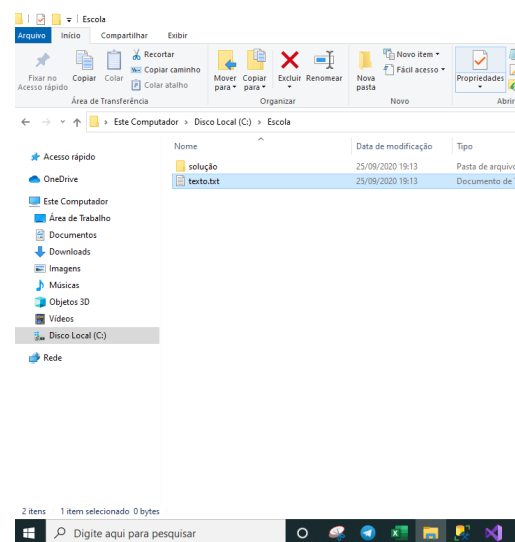 Escola
Arquivo Início Compartilhar Exibir
Fixar no Acesso rápido
Copiar
Colar
Recortar
Copiar caminho
Colar atalho
Mover para
Copiar para
Excluir
Renomear
Nova pasta
Novo item
Fácil acesso
Propriedades
Área de Transferência Organizar Novo Abrir
Este Computador > Disco Local (C:) > Escola
Nome Data de modificação Tipo
solução 25/09/2020 19:13 Pasta de arquivo
texto.txt 25/09/2020 19:13 Documento de
Acesso rápido
OneDrive
Este Computador
Área de Trabalho
Documentos
Downloads
Imagens
Músicas
Objetos 3D
Vídeos
Disco Local (C:)
Rede
2 itens 1 item selecionado 0 bytes
Digite aqui para pesquisar